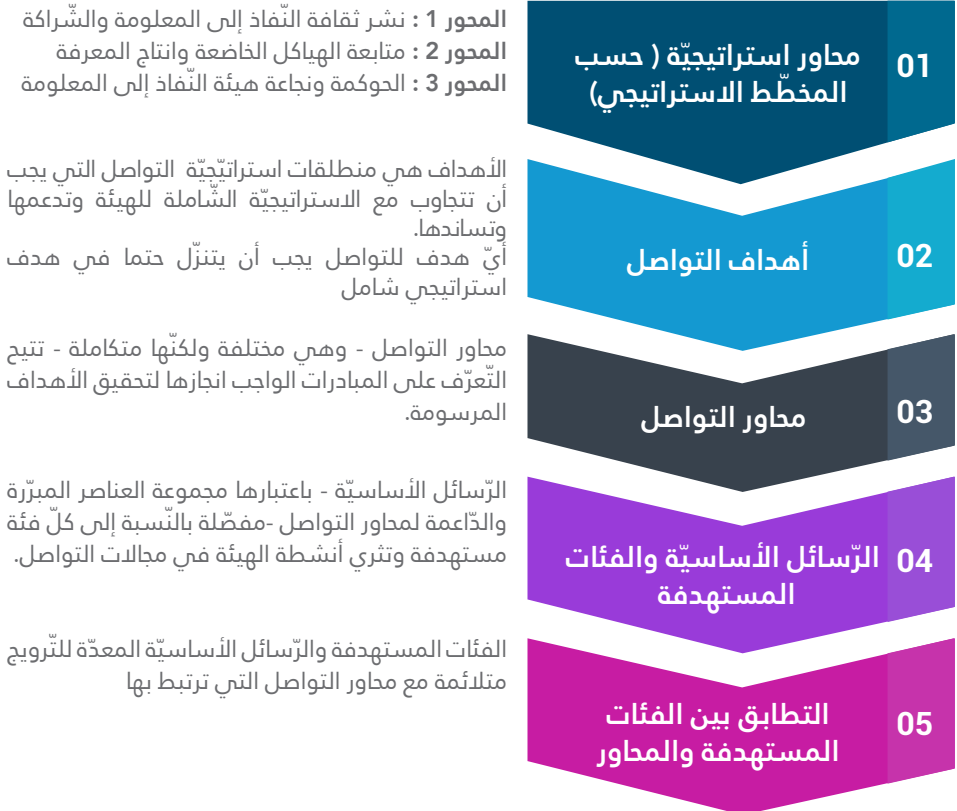 01
محاور استراتيجيّة ( حسب
المخطّط الاستراتيجي)
المحور 1 : نشر ثقافة النّفاذ إلى المعلومة والشّراكة
المحور 2 : متابعة الهياكل الخاضعة وانتاج المعرفة
المحور 3 : الحوكمة ونجاعة هيئة النّفاذ إلى المعلومة
02
أهداف التواصل
الأهداف هي منطلقات استراتيّجيّة التواصل التي يجب
أن تتجاوب مع الاستراتيجيّة الشّاملة للهيئة وتدعمها
وتساندها.
أيّ هدف للتواصل يجب أن يتنزّل حتما في هدف
استراتيجي شامل
03
محاور التواصل
محاور التواصل - وهي مختلفة ولكنّها متكاملة - تتيح
التّعرّف على المبادرات الواجب انجازها لتحقيق الأهداف
المرسومة.
04
الرّسائل الأساسيّة والفئات
المستهدفة
الرّسائل الأساسيّة - باعتبارها مجموعة العناصر المبرّرة
والدّاعمة لمحاور التواصل -مفصّلة بالنّسبة إلى كلّ فئة
مستهدفة وتثري أنشطة الهيئة في مجالات التواصل.
05
التطابق بين الفئات
المستهدفة والمحاور
الفئات المستهدفة والرّسائل الأساسيّة المعدّة للتّرويج
متلائمة مع محاور التواصل التي ترتبط بها